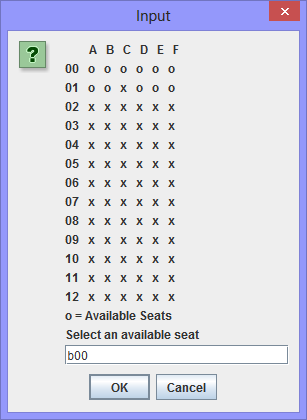 Input
?
A B C D E F
00 o o o o o o
01 o o x o o o
02 x x x x x x
03 x x x x x x
04 x x x x x x
05 x x x x x x
06 x x x x x x
07 x x x x x x
08 x x x x x x
09 x x x x x x
10 x x x x x x
11 x x x x x x
12 x x x x x x
o = Available Seats
Select an available seat
b00
OK Cancel